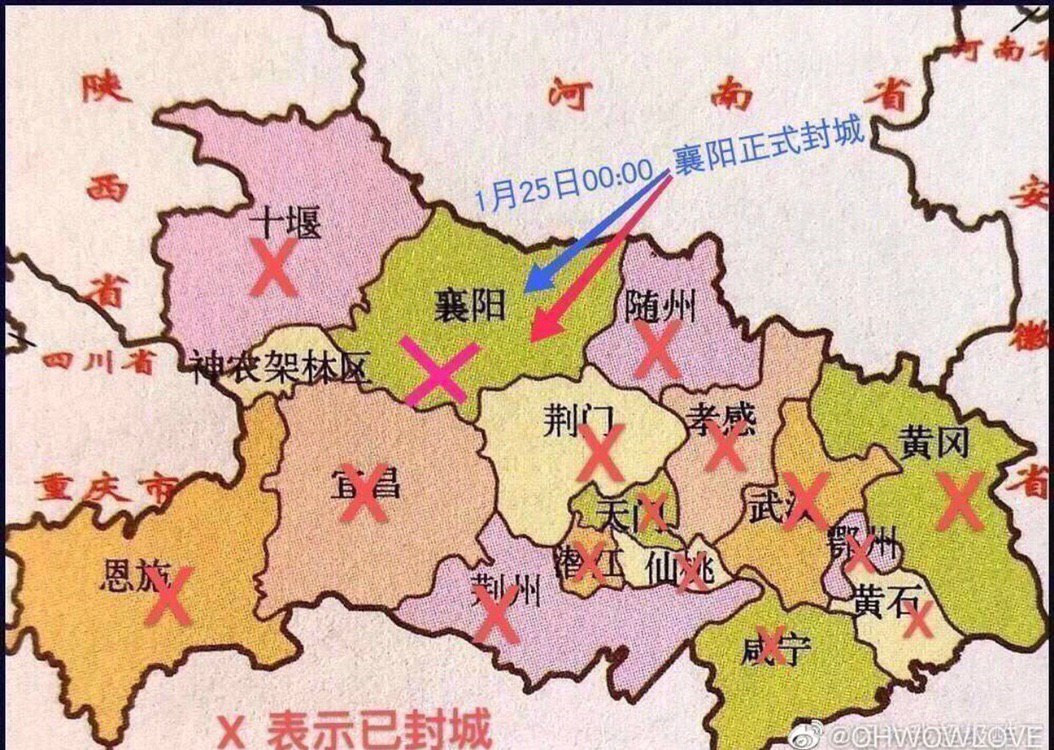 陕西省
河南省
河南省
1月25日00:00 襄阳正式封城
安徽省
十堰
X
襄阳
X
随州
X
四川省
神农架林区
荆门
X
孝感
X
黄冈
X
重庆市
宜昌
X
武汉
X
天门
X
鄂州
X
恩施
X
潜江
X
仙桃
X
荆州
X
黄石
X
咸宁
X
X 表示已封城
@OHWOWLOVE